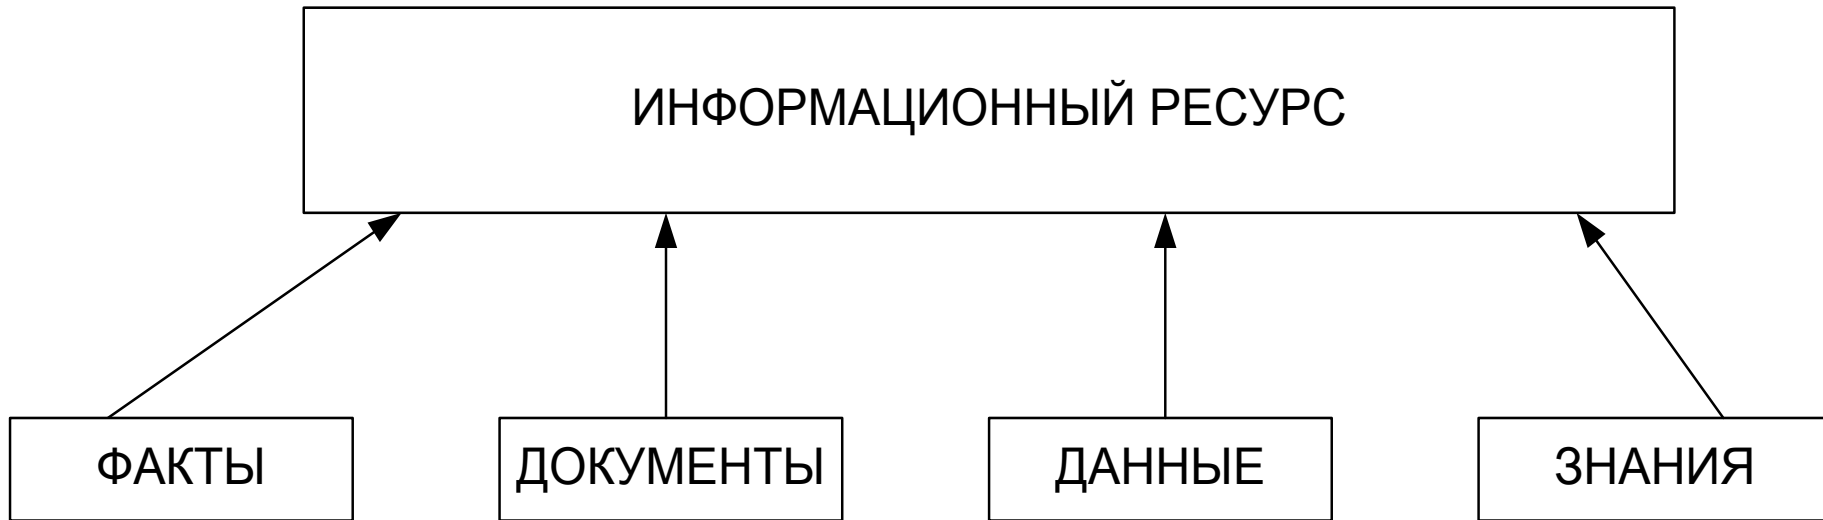 ИНФОРМАЦИОННЫЙ РЕСУРС
ФАКТЫ
ДОКУМЕНТЫ
ДАННЫЕ
ЗНАНИЯ